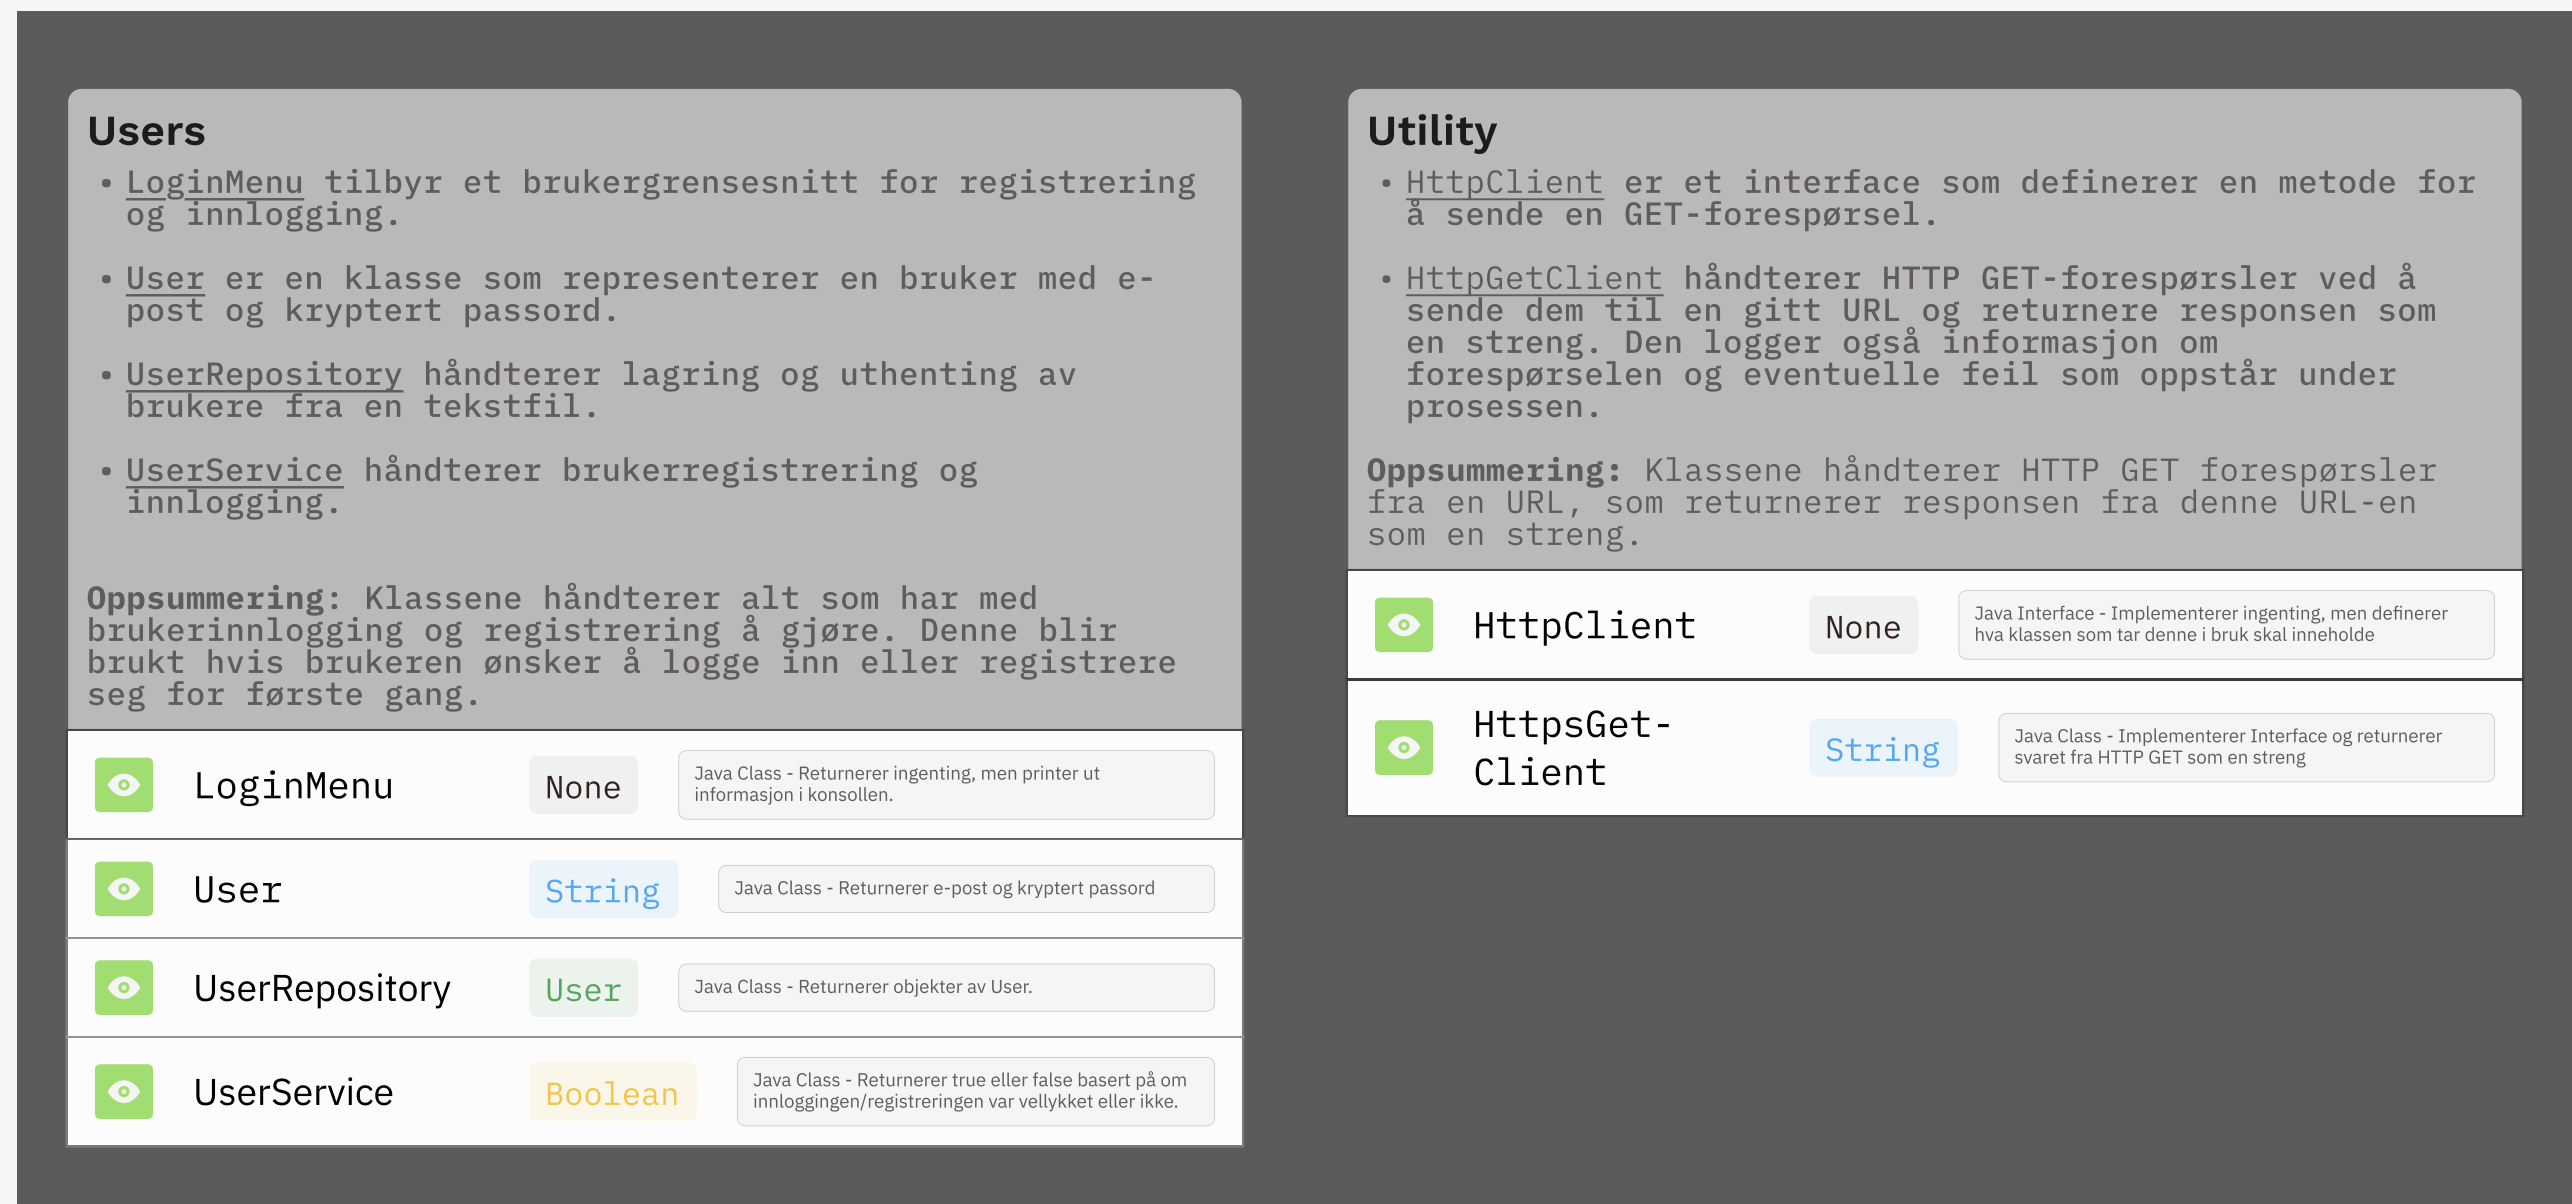 Users
• LoginMenu tilbyr et brukergrensesnitt for registrering
og innlogging.
• User er en klasse som representerer en bruker med e-
post og kryptert passord.
• UserRepository håndterer lagring og uthenting av
brukere fra en tekstfil.
• UserService håndterer brukerregistrering og
innlogging.
Oppsummering: Klassene håndterer alt som har med
brukerinnlogging og registrering å gjøre. Denne blir
brukt hvis brukeren ønsker å logge inn eller registrere
seg for første gang.
LoginMenu
None
Java Class - Returnerer ingenting, men printer ut
informasjon i konsollen.
User
String
Java Class - Returnerer e-post og kryptert passord
UserRepository
User
Java Class - Returnerer objekter av User.
UserService
Boolean
Java Class - Returnerer true eller false basert på om
innloggingen/registreringen var vellykket eller ikke.
Utility
• HttpClient er et interface som definerer en metode for
å sende en GET-forespørsel.
• HttpGetClient håndterer HTTP GET-forespørsler ved å
sende dem til en gitt URL og returnere responsen som
en streng. Den logger også informasjon om
forespørselen og eventuelle feil som oppstår under
prosessen.
Oppsummering: Klassene håndterer HTTP GET forespørsler
fra en URL, som returnerer responsen fra denne URL-en
som en streng.
HttpClient
None
Java Interface - Implementerer ingenting, men definerer
hva klassen som tar denne i bruk skal inneholde
HttpsGet-
Client
String
Java Class - Implementerer Interface og returnerer
svaret fra HTTP GET som en streng